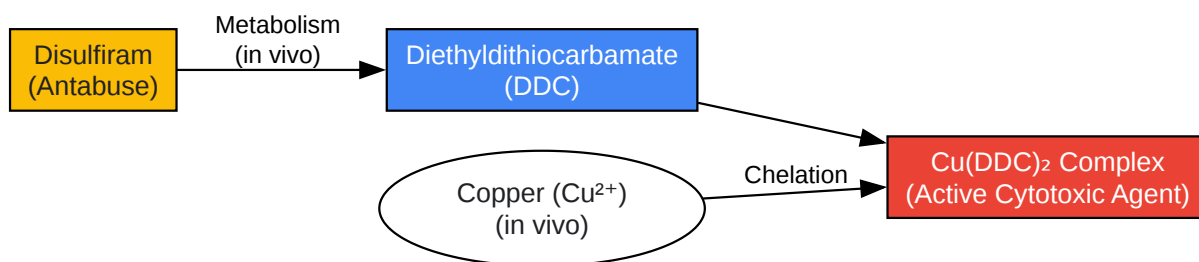 Disulfiram
(Antabuse)
Metabolism
(in vivo)
Diethyldithiocarbamate
(DDC)
Copper (Cu²⁺)
(in vivo)
Chelation
Cu(DDC)₂ Complex
(Active Cytotoxic Agent)